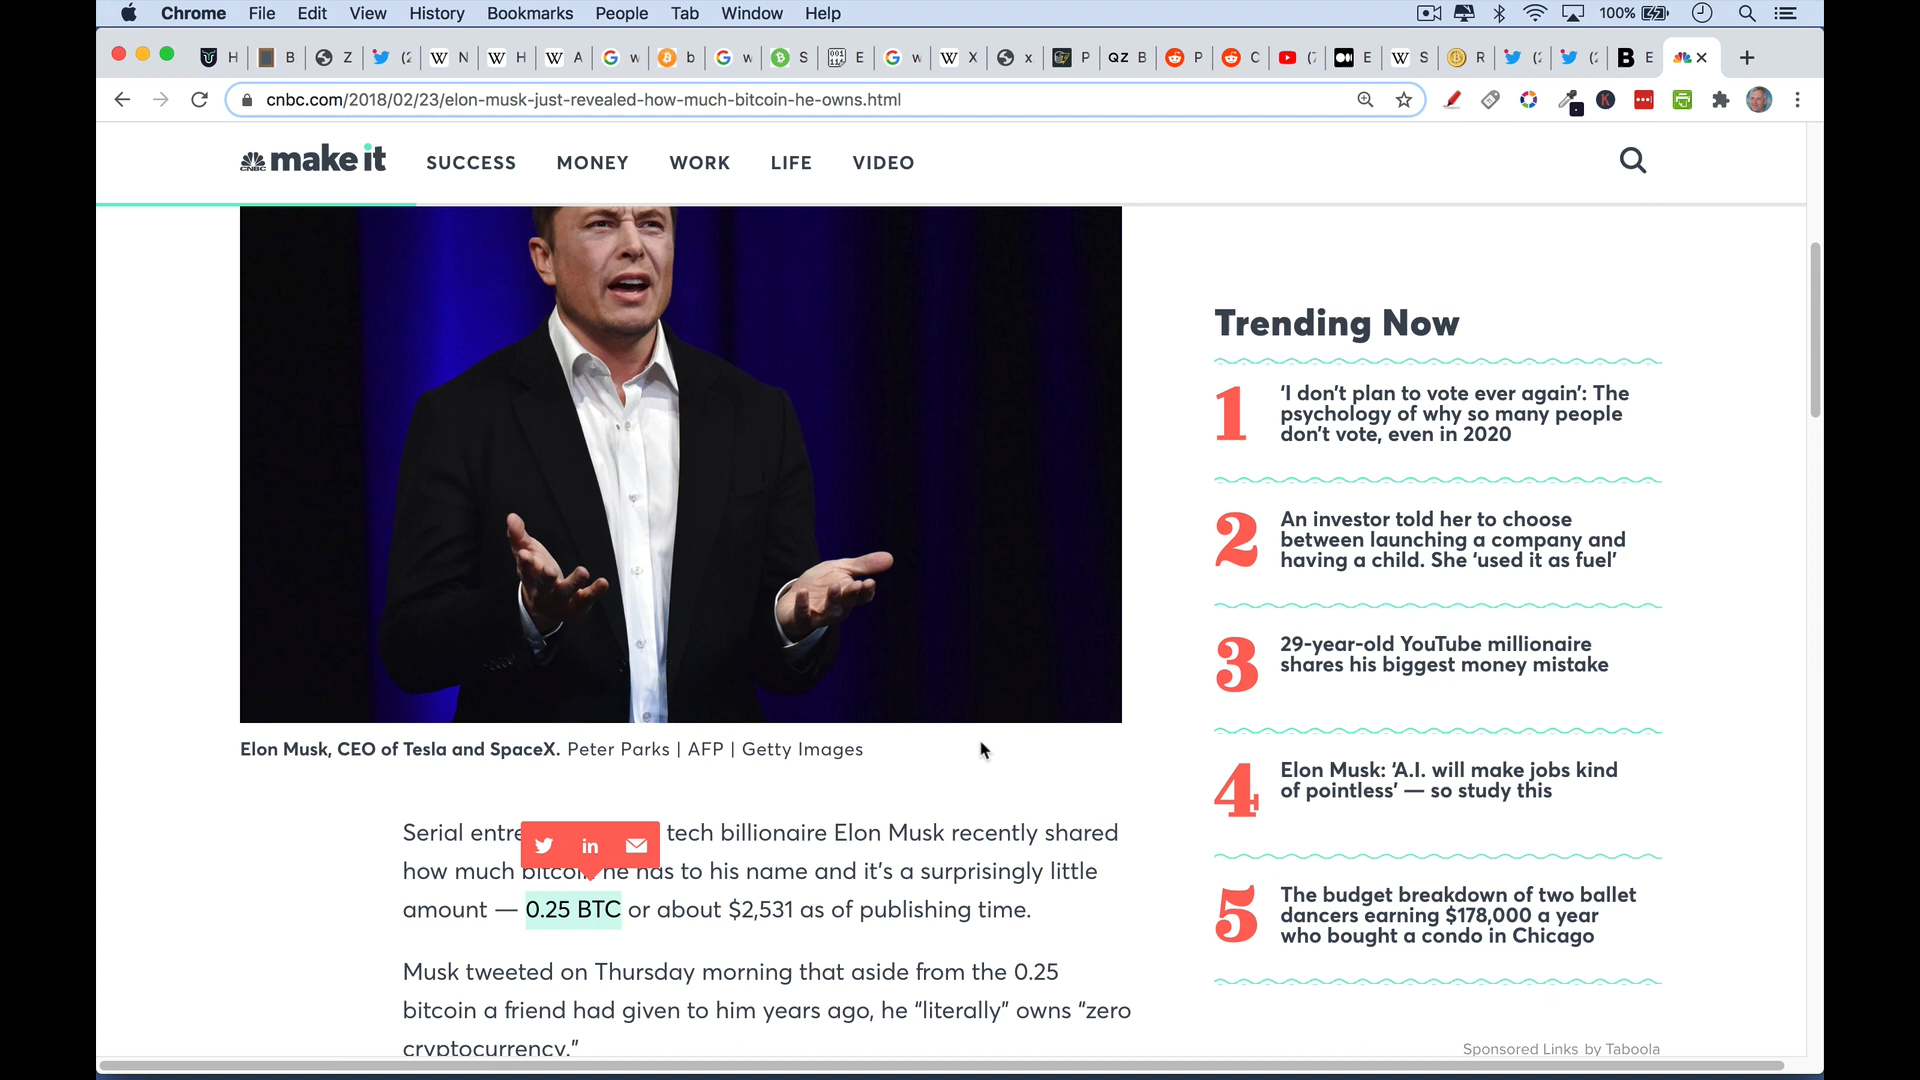 Chrome File Edit View History Bookmarks People Tab Window Help 100%
H B Z (2 N H A w b w S E w X x P QZ B P C (7 E S R (2 (2 B E
cnbc.com/2018/02/23/elon-musk-just-revealed-how-much-bitcoin-he-owns.html
CNBC make it SUCCESS MONEY WORK LIFE VIDEO
Elon Musk, CEO of Tesla and SpaceX. Peter Parks | AFP | Getty Images
Serial entre tech billionaire Elon Musk recently shared
how much bitcoin he has to his name and it's a surprisingly little
amount — 0.25 BTC or about $2,531 as of publishing time.
Musk tweeted on Thursday morning that aside from the 0.25
bitcoin a friend had given to him years ago, he “literally” owns “zero
cryptocurrency.”
Trending Now
1
‘I don’t plan to vote ever again’: The
psychology of why so many people
don’t vote, even in 2020
2
An investor told her to choose
between launching a company and
having a child. She ‘used it as fuel’
3
29-year-old YouTube millionaire
shares his biggest money mistake
4
Elon Musk: ‘A.I. will make jobs kind
of pointless’ — so study this
5
The budget breakdown of two ballet
dancers earning $178,000 a year
who bought a condo in Chicago
Sponsored Links by Taboola